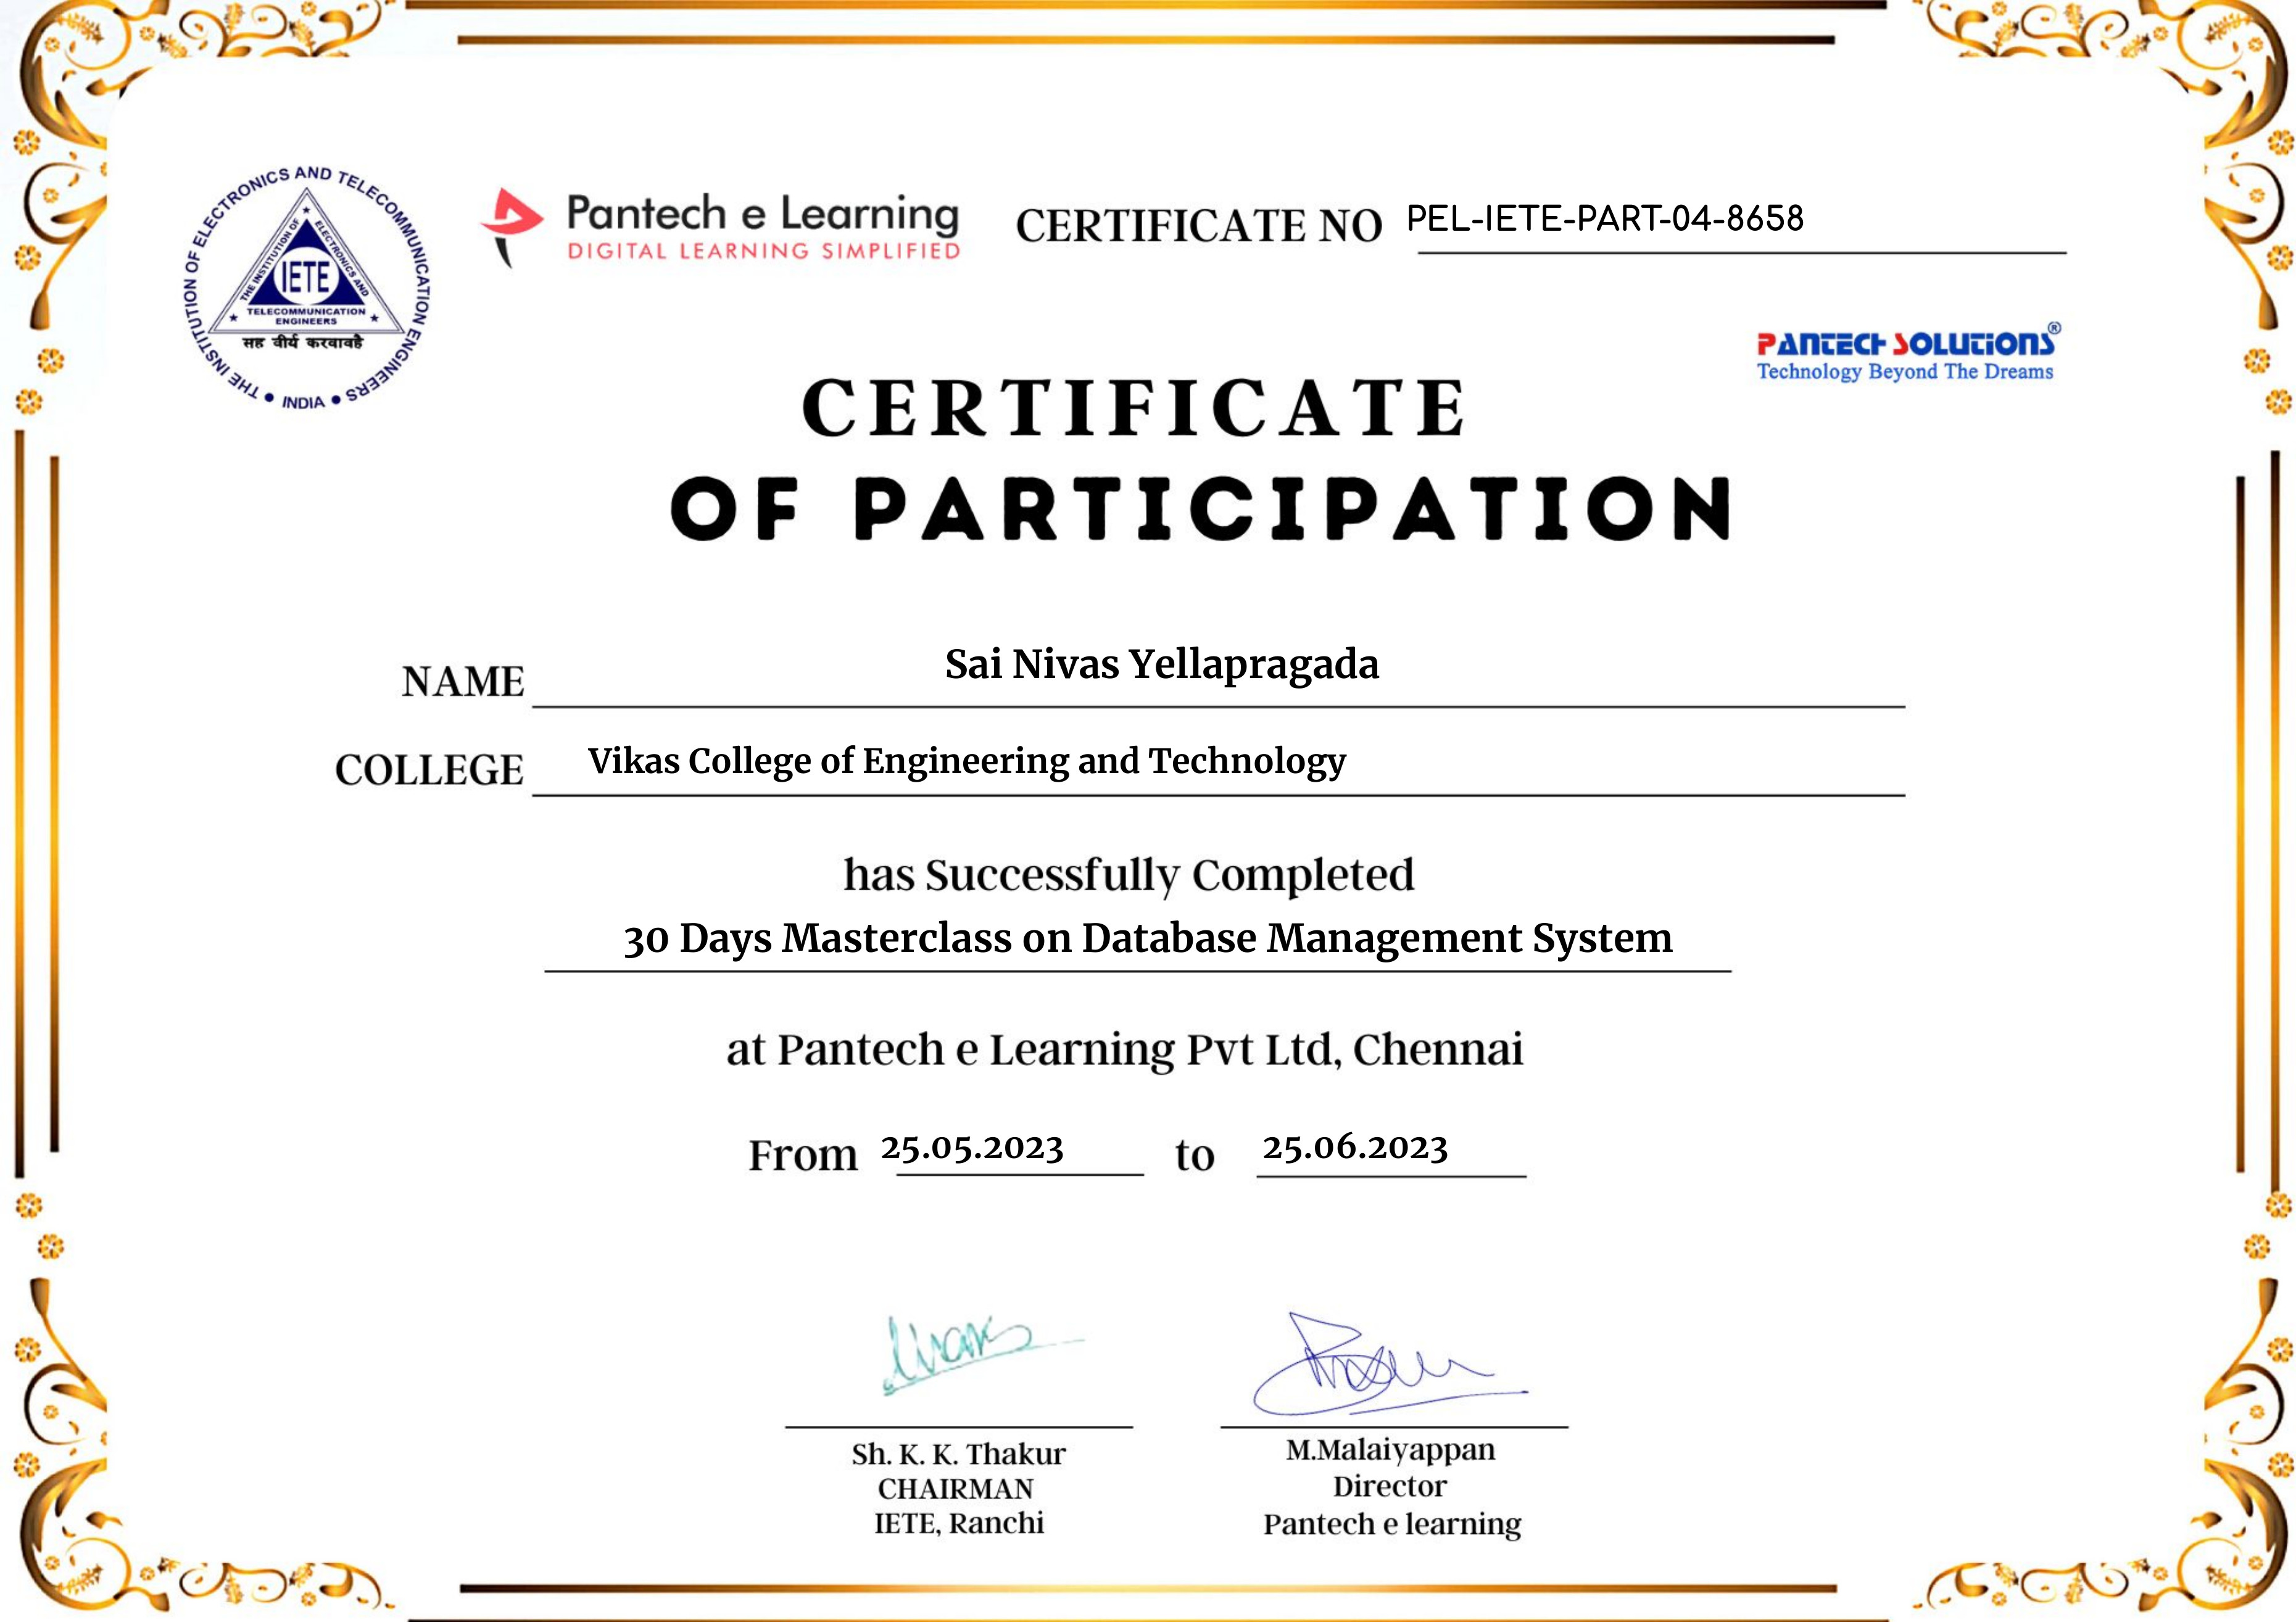 THE INSTITUTION OF ELECTRONICS AND TELECOMMUNICATION ENGINEERS
• INDIA •
THE INSTITUTION OF ELECTRONICS AND
IETE
TELECOMMUNICATION
ENGINEERS
सह वीर्य करवावहै
Pantech e Learning
DIGITAL LEARNING SIMPLIFIED
CERTIFICATE NO PEL-IETE-PART-04-8658
PANTECH SOLUTIONS®
Technology Beyond The Dreams
CERTIFICATE
OF PARTICIPATION
NAME Sai Nivas Yellapragada
COLLEGE Vikas College of Engineering and Technology
has Successfully Completed
30 Days Masterclass on Database Management System
at Pantech e Learning Pvt Ltd, Chennai
From 25.05.2023 to 25.06.2023
Sh. K. K. Thakur
CHAIRMAN
IETE, Ranchi
M.Malaiyappan
Director
Pantech e learning